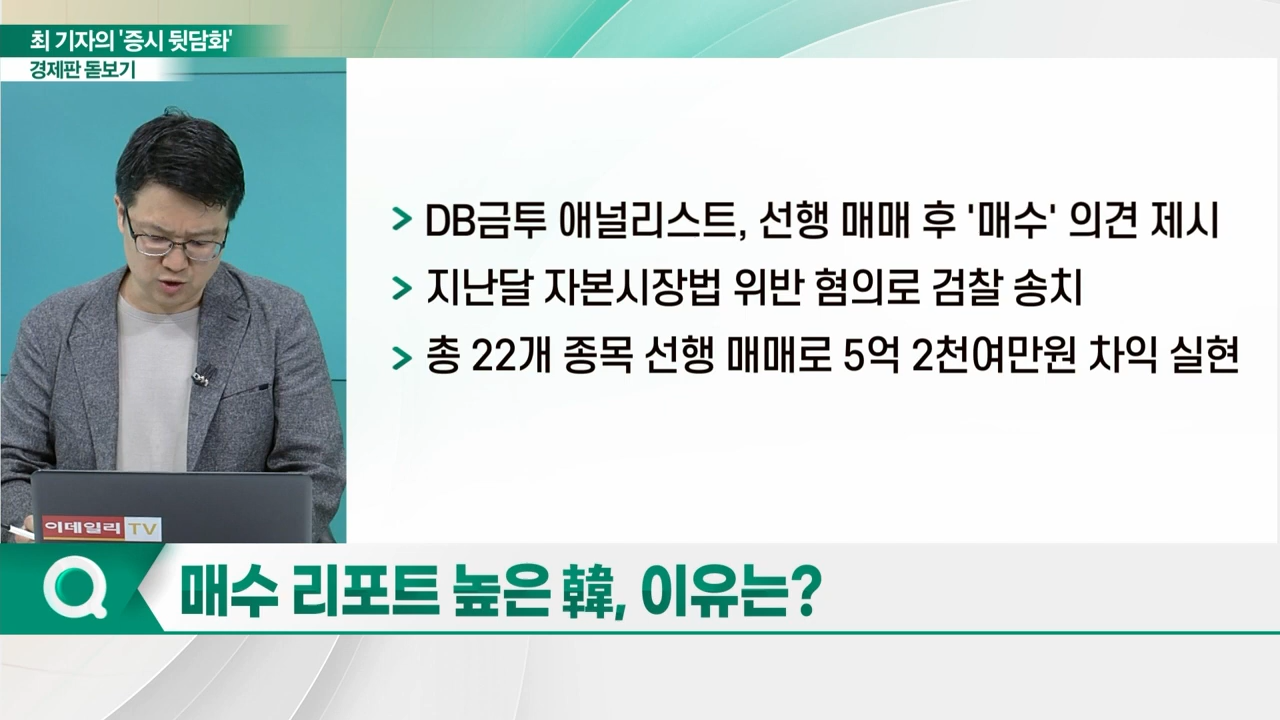 최 기자의 '증시 뒷담화'
경제판 돋보기
> DB금투 애널리스트, 선행 매매 후 '매수' 의견 제시
> 지난달 자본시장법 위반 혐의로 검찰 송치
> 총 22개 종목 선행 매매로 5억 2천여만원 차익 실현
이데일리 TV
매수 리포트 높은 韓, 이유는?